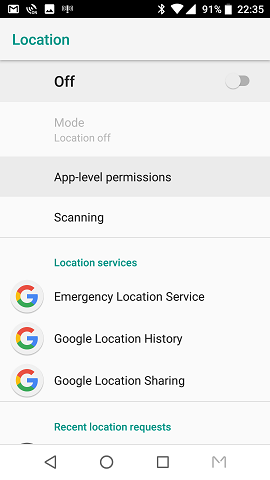 91% 22:35
Location
Off
Mode
Location off
App-level permissions
Scanning
Location services
Emergency Location Service
Google Location History
Google Location Sharing
Recent location requests